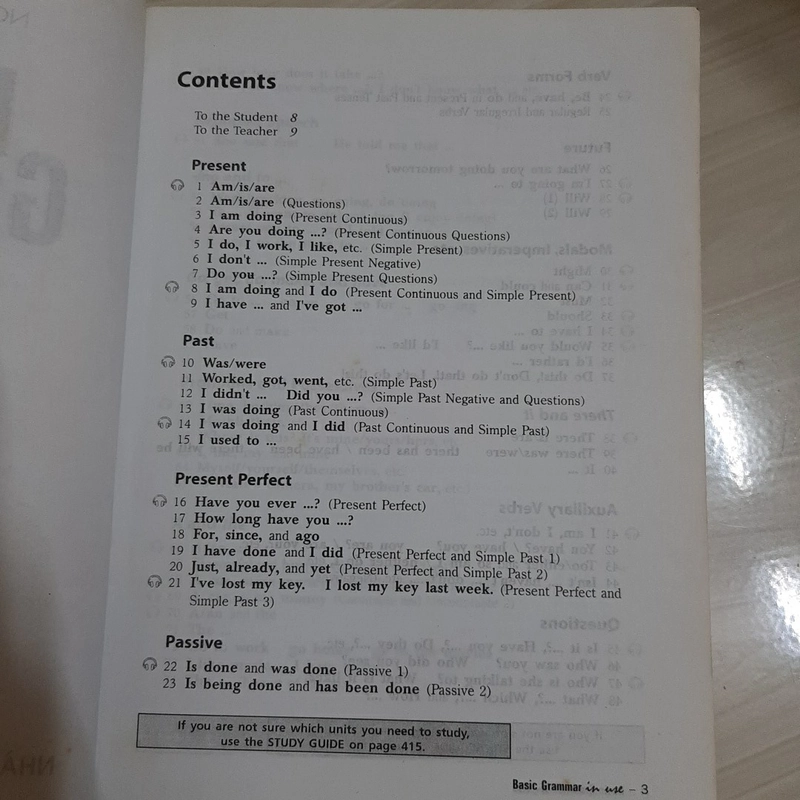 Contents
To the Student 8
To the Teacher 9
Present
1 Am/is/are
2 Am/is/are (Questions)
3 I am doing (Present Continuous)
4 Are you doing ...? (Present Continuous Questions)
5 I do, I work, I like, etc. (Simple Present)
6 I don't ... (Simple Present Negative)
7 Do you ...? (Simple Present Questions)
8 I am doing and I do (Present Continuous and Simple Present)
9 I have ... and I've got ...
Past
10 Was/were
11 Worked, got, went, etc. (Simple Past)
12 I didn't ... Did you ...? (Simple Past Negative and Questions)
13 I was doing (Past Continuous)
14 I was doing and I did (Past Continuous and Simple Past)
15 I used to ...
Present Perfect
16 Have you ever ...? (Present Perfect)
17 How long have you ...?
18 For, since, and ago
19 I have done and I did (Present Perfect and Simple Past 1)
20 Just, already, and yet (Present Perfect and Simple Past 2)
21 I've lost my key. I lost my key last week. (Present Perfect and
Simple Past 3)
Passive
22 Is done and was done (Passive 1)
23 Is being done and has been done (Passive 2)
If you are not sure which units you need to study,
use the STUDY GUIDE on page 415.
Basic Grammar in use – 3